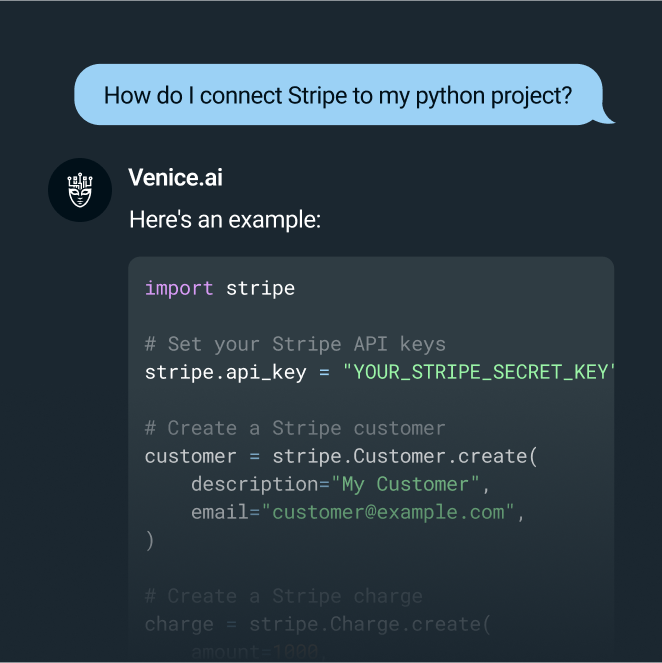 How do I connect Stripe to my python project?
Venice.ai
Here's an example:
import stripe
# Set your Stripe API keys
stripe.api_key = "YOUR_STRIPE_SECRET_KEY"
# Create a Stripe customer
customer = stripe.Customer.create(
    description="My Customer",
    email="customer@example.com",
)
# Create a Stripe charge
charge = stripe.Charge.create(
    amount=1000,